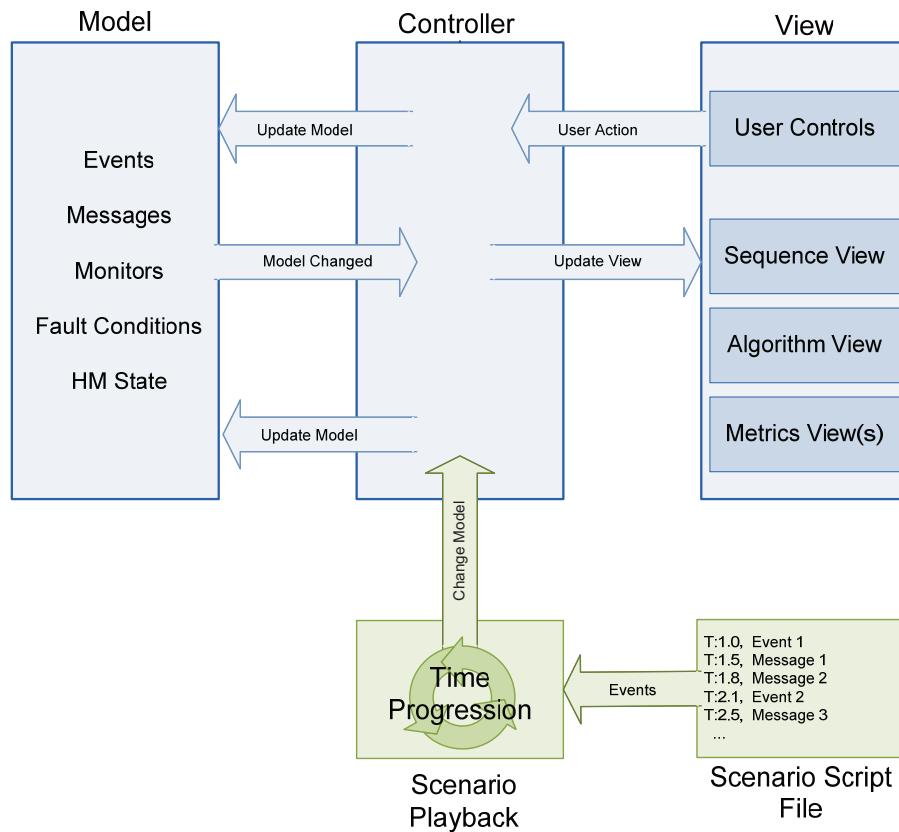 Model
Controller
View
Update Model
User Action
User Controls
Events
Messages
Monitors
Fault Conditions
HM State
Model Changed
Update View
Sequence View
Algorithm View
Metrics View(s)
Update Model
Change Model
Time
Progression
Events
T:1.0, Event 1
T:1.5, Message 1
T:1.8, Message 2
T:2.1, Event 2
T:2.5, Message 3
...
Scenario
Playback
Scenario Script
File